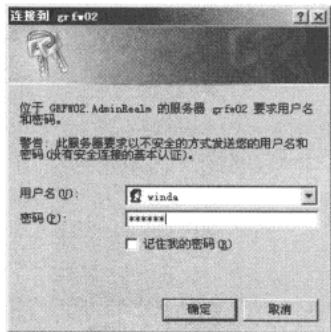 连接到 grfw02
位于 GRFW02.AdminRealm 的服务器 grfw02 要求用户名
和密码。
警告: 此服务器要求以不安全的方式发送您的用户名和
密码(没有安全连接的基本认证)。
用户名(U):
winda
密码(P):
******
记住我的密码(R)
确定
取消